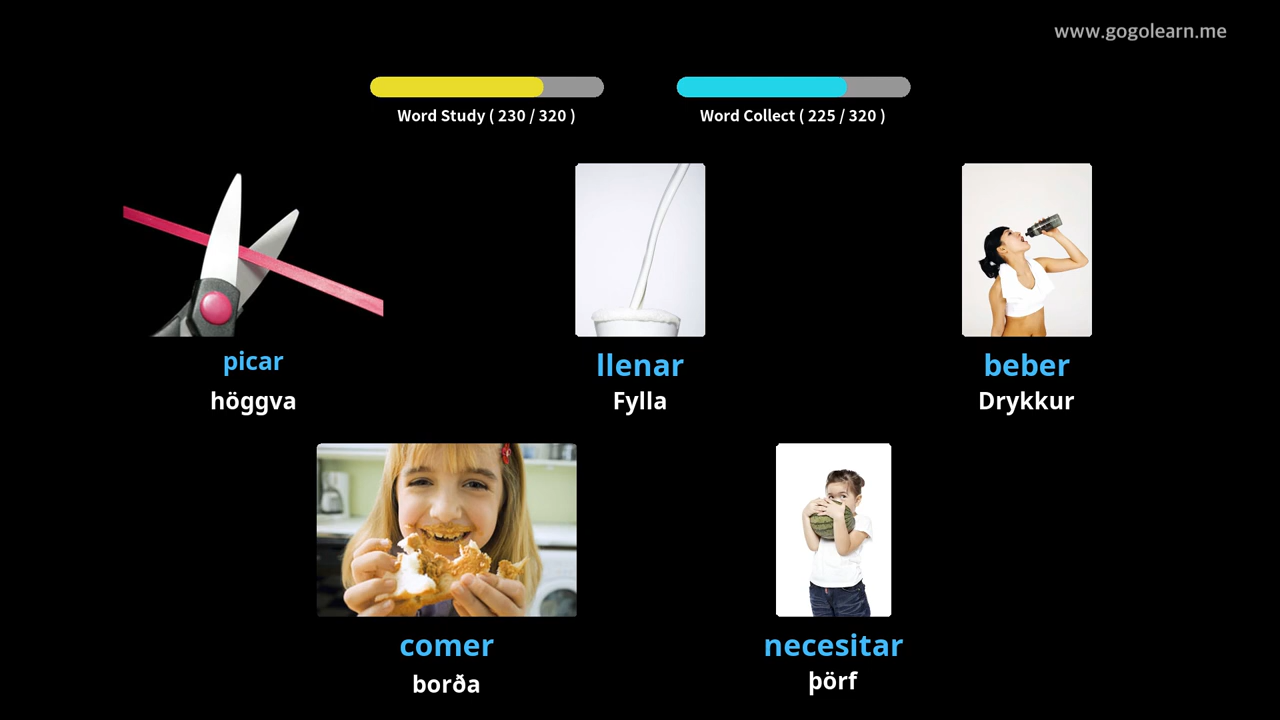 www.gogolearn.me
Word Study ( 230 / 320 )
Word Collect ( 225 / 320 )
picar
höggva
llenar
Fylla
beber
Drykkur
comer
borða
necesitar
þörf